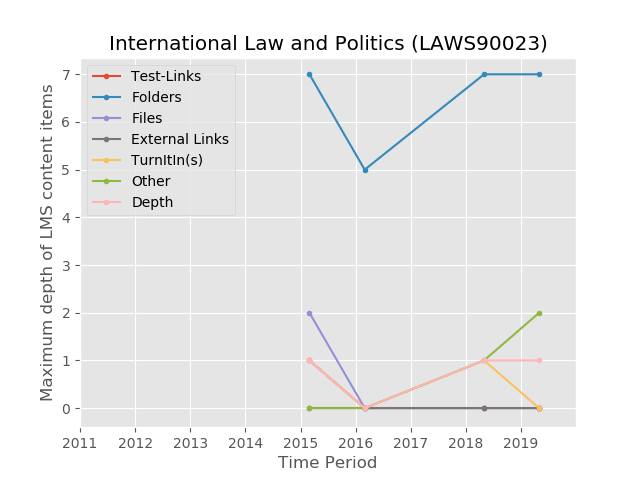 International Law and Politics (LAWS90023)
Test-Links
Folders
Files
External Links
TurnItIn(s)
Other
Depth
Maximum depth of LMS content items
7
6
5
4
3
2
1
0
2011 2012 2013 2014 2015 2016 2017 2018 2019
Time Period